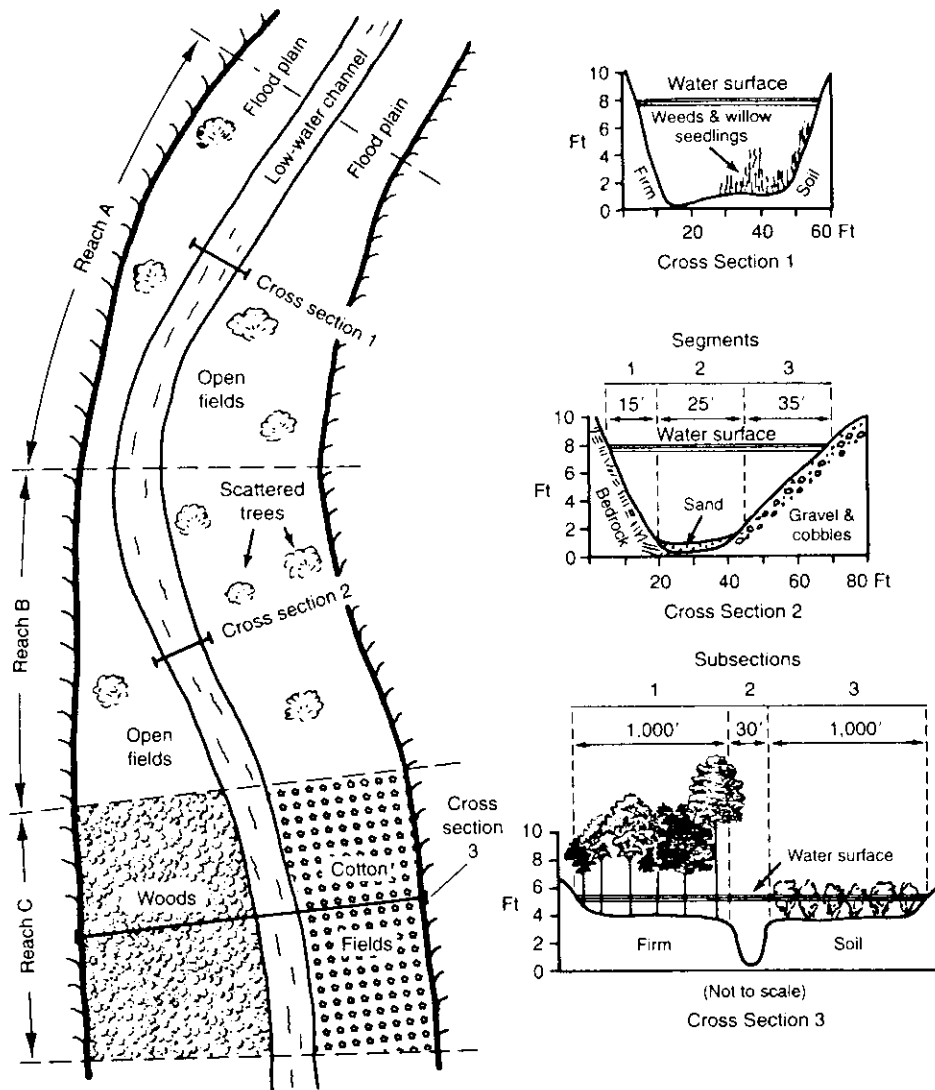 Flood plain
Low-water channel
Flood plain
Reach A
Cross section 1
Open
fields
Scattered
trees
Reach B
Cross section 2
Open
fields
Cross
section
3
Reach C
Woods
Cotton
Fields
10
8
6
Ft
4
2
0
Water surface
Weeds & willow
seedlings
Firm
Soil
20 40 60 Ft
Cross Section 1
Segments
1 2 3
15' 25' 35'
10
8
6
Ft
4
2
0
Water surface
Bedrock
Sand
Gravel &
cobbles
20 40 60 80 Ft
Cross Section 2
Subsections
1 2 3
1,000' 30' 1,000'
10
8
6
Ft
4
2
0
Water surface
Firm Soil
(Not to scale)
Cross Section 3